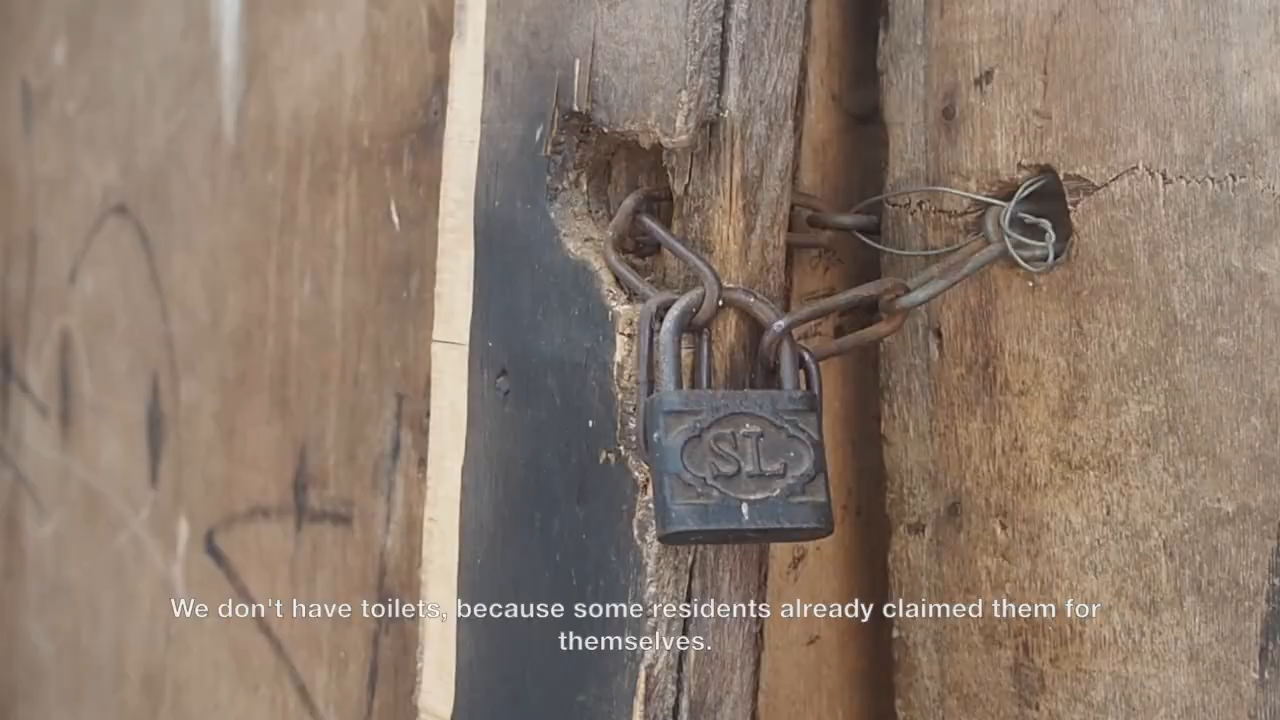 SL
We don't have toilets, because some residents already claimed them for
themselves.